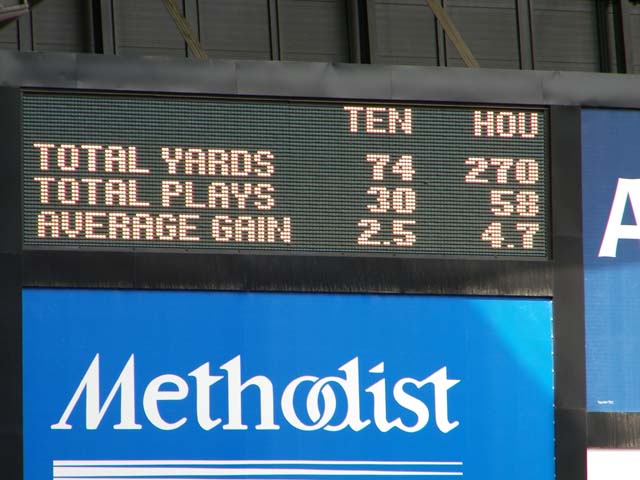 TEN HOU
TOTAL YARDS 74 270
TOTAL PLAYS 30 58
AVERAGE GAIN 2.5 4.7
A
Methodist